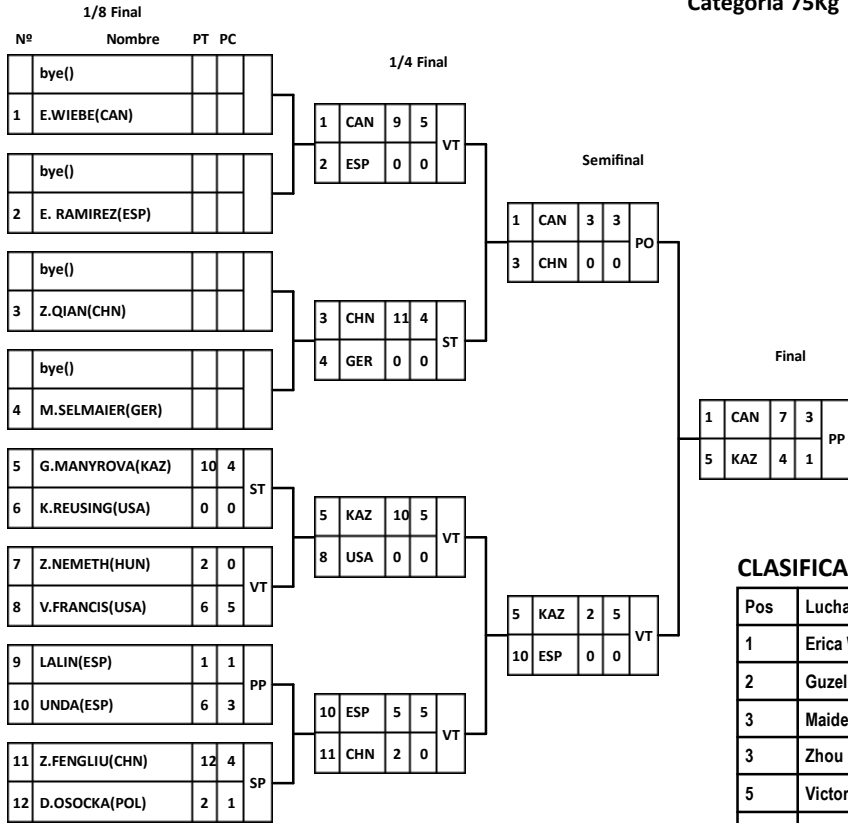 Categoria 75Kg
1/8 Final
Nº Nombre PT PC
bye()
1 E.WIEBE(CAN)
bye()
2 E. RAMIREZ(ESP)
bye()
3 Z.QIAN(CHN)
bye()
4 M.SELMAIER(GER)
5 G.MANYROVA(KAZ) 10 4
ST
6 K.REUSING(USA) 0 0
7 Z.NEMETH(HUN) 2 0
VT
8 V.FRANCIS(USA) 6 5
9 LALIN(ESP) 1 1
PP
10 UNDA(ESP) 6 3
11 Z.FENGLIU(CHN) 12 4
SP
12 D.OSOCKA(POL) 2 1
1/4 Final
1 CAN 9 5
VT
2 ESP 0 0
3 CHN 11 4
ST
4 GER 0 0
5 KAZ 10 5
VT
8 USA 0 0
10 ESP 5 5
VT
11 CHN 2 0
Semifinal
1 CAN 3 3
PO
3 CHN 0 0
5 KAZ 2 5
VT
10 ESP 0 0
Final
1 CAN 7 3
PP
5 KAZ 4 1
CLASIFICA
Pos Lucha
1 Erica
2 Guzel
3 Maide
3 Zhou
5 Victor